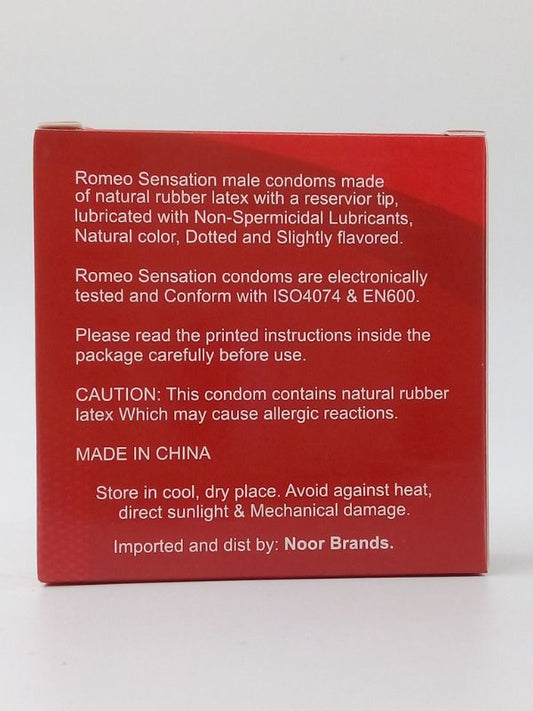 Romeo Sensation male condoms made
of natural rubber latex with a reservior tip,
lubricated with Non-Spermicidal Lubricants,
Natural color, Dotted and Slightly flavored.
Romeo Sensation condoms are electronically
tested and Conform with ISO4074 & EN600.
Please read the printed instructions inside the
package carefully before use.
CAUTION: This condom contains natural rubber
latex Which may cause allergic reactions.
MADE IN CHINA
Store in cool, dry place. Avoid against heat,
direct sunlight & Mechanical damage.
Imported and dist by: Noor Brands.